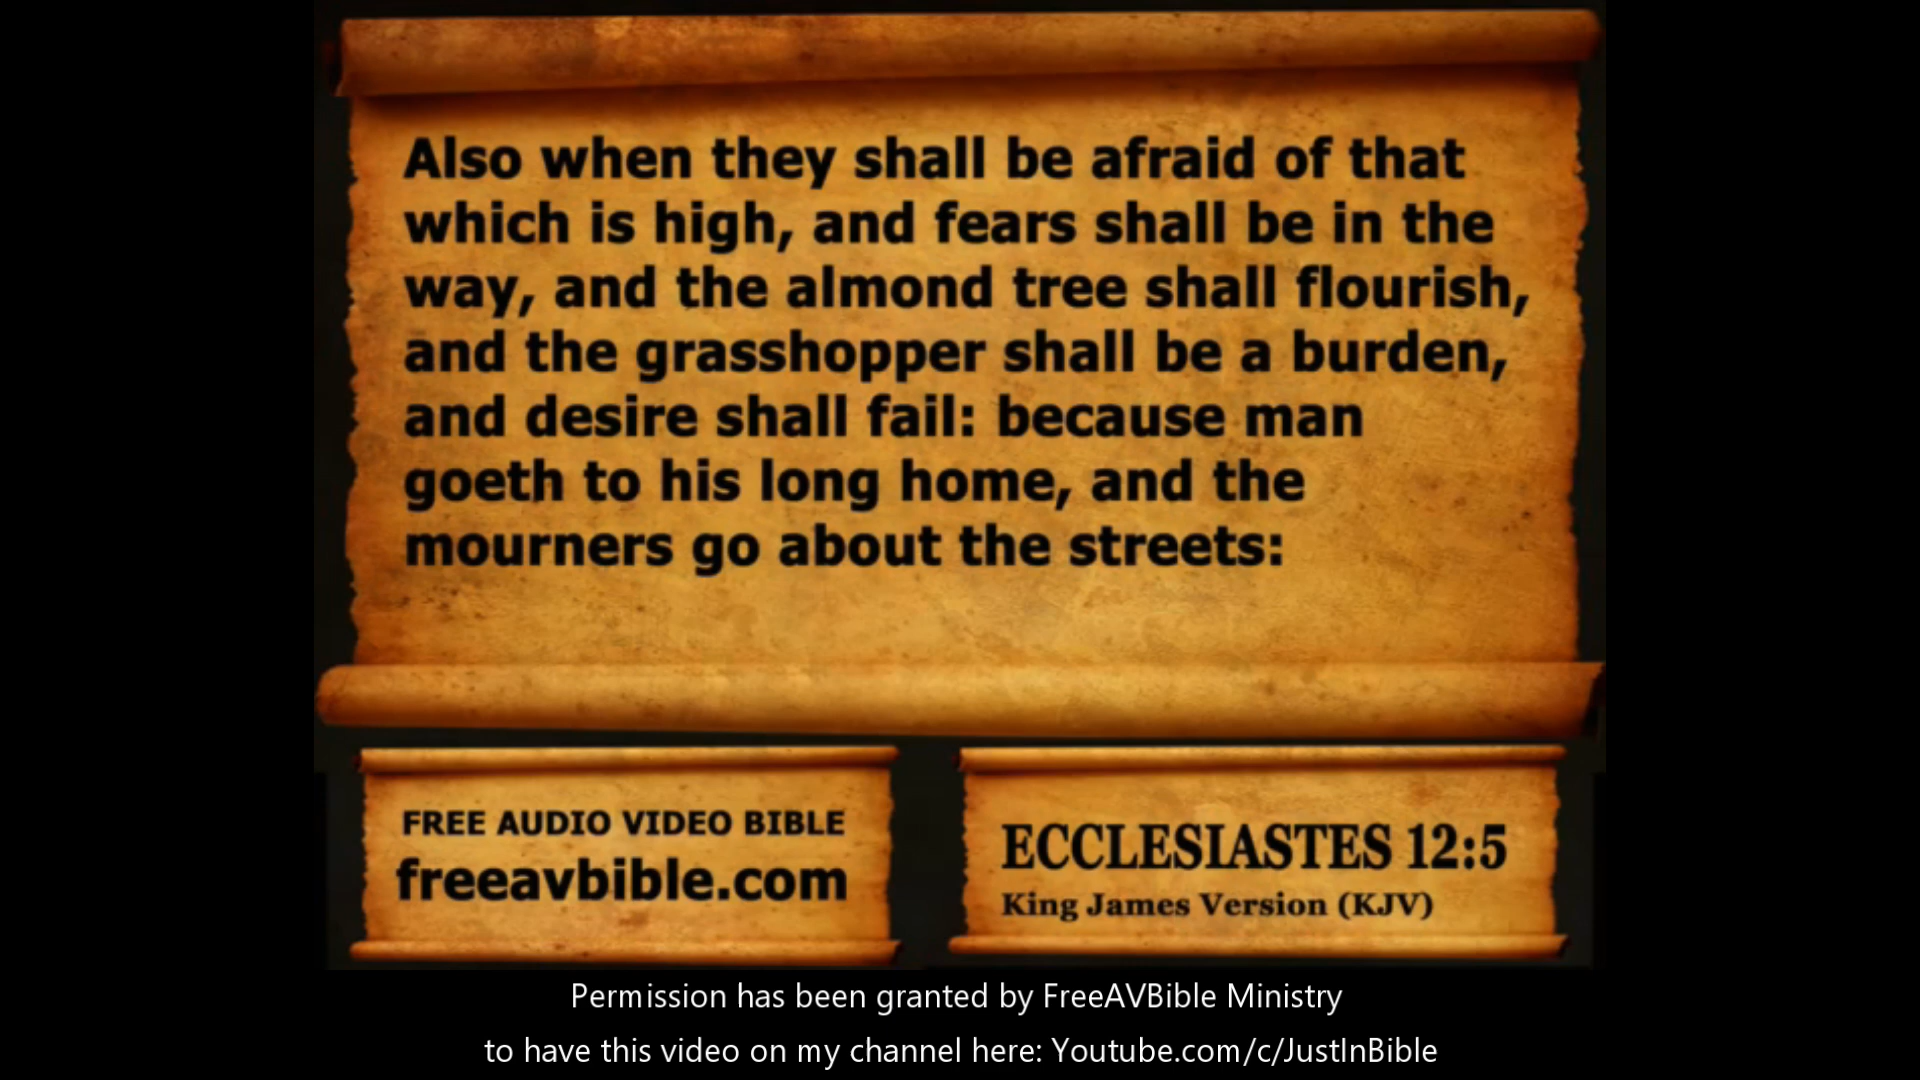 Also when they shall be afraid of that
which is high, and fears shall be in the
way, and the almond tree shall flourish,
and the grasshopper shall be a burden,
and desire shall fail: because man
goeth to his long home, and the
mourners go about the streets:
FREE AUDIO VIDEO BIBLE
freeavbible.com
ECCLESIASTES 12:5
King James Version (KJV)
Permission has been granted by FreeAVBible Ministry
to have this video on my channel here: Youtube.com/c/JustInBible